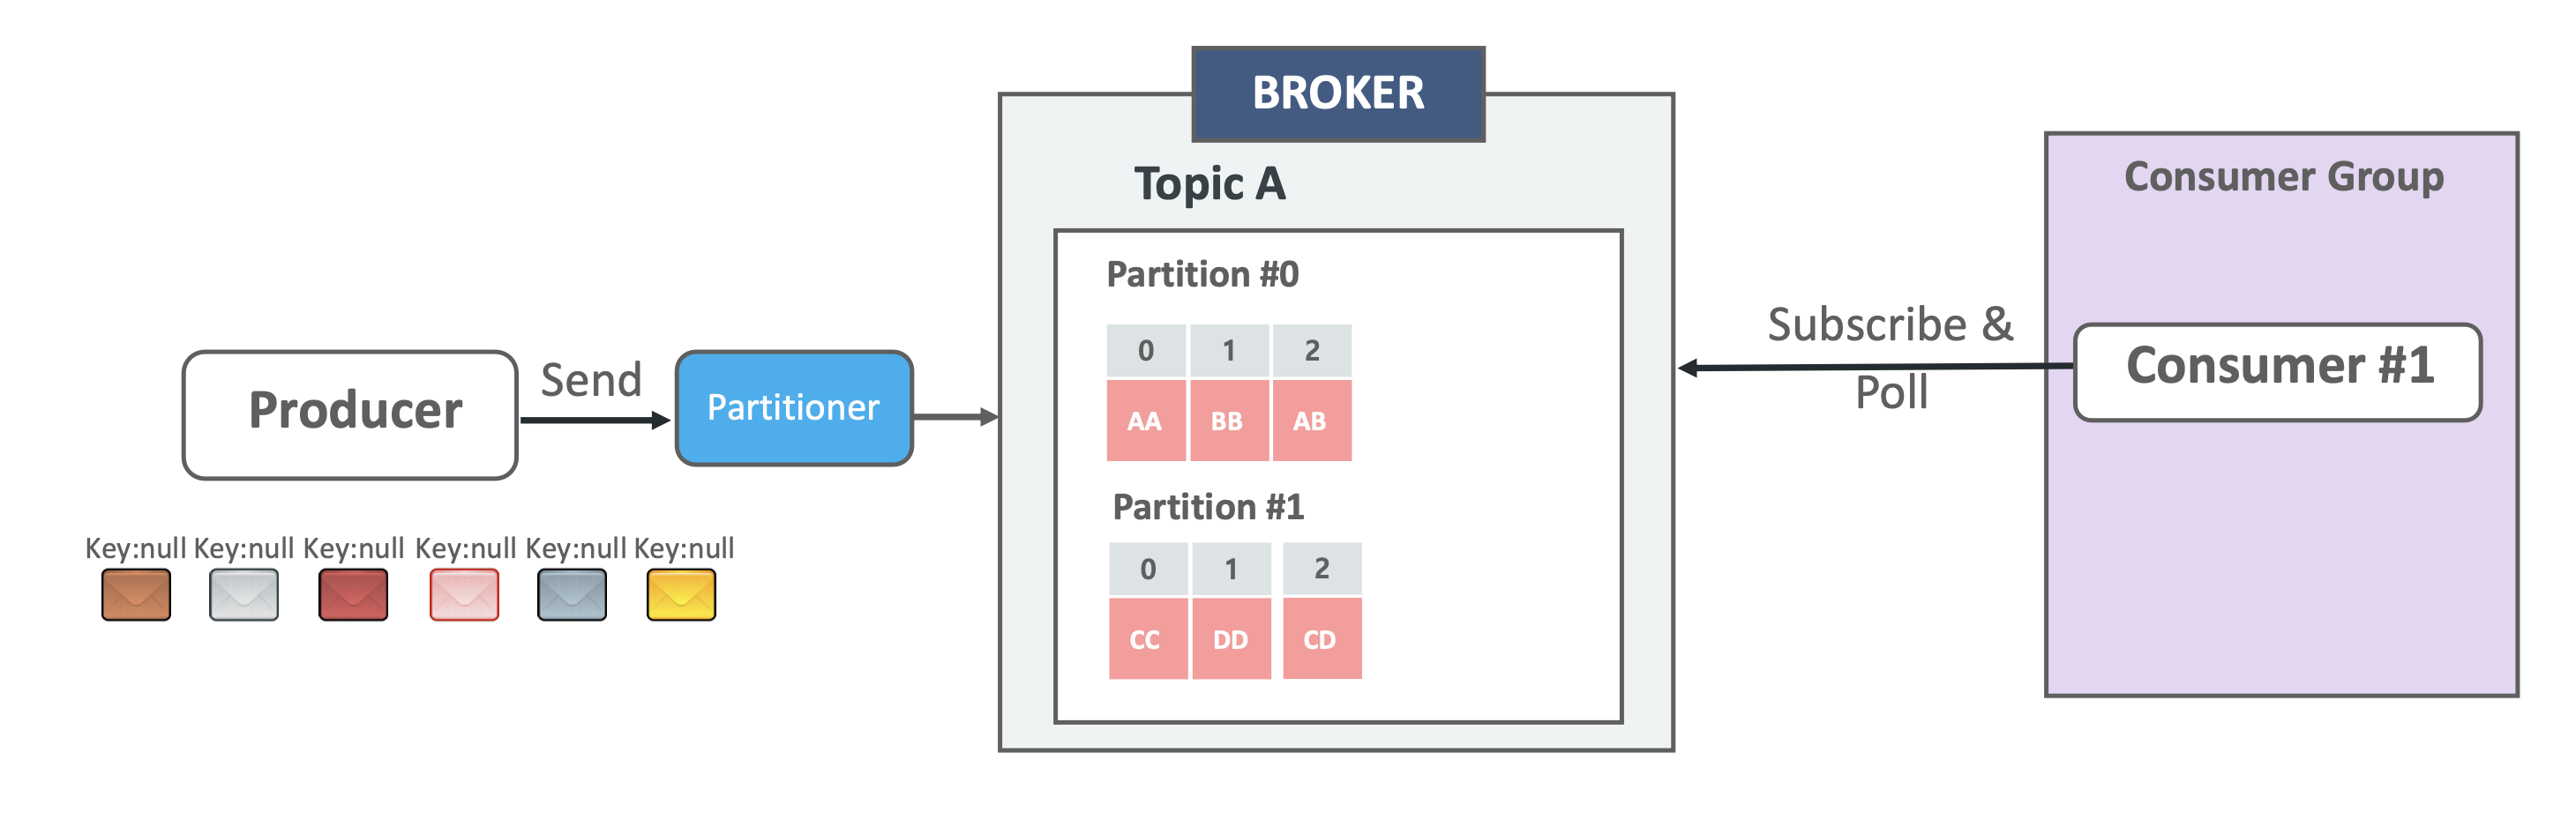 BROKER
Topic A
Consumer Group
Partition #0
0 1 2
AA BB AB
Producer
Send
Partitioner
Subscribe &
Poll
Consumer #1
Partition #1
0 1 2
CC DD CD
Key:null Key:null Key:null Key:null Key:null Key:null